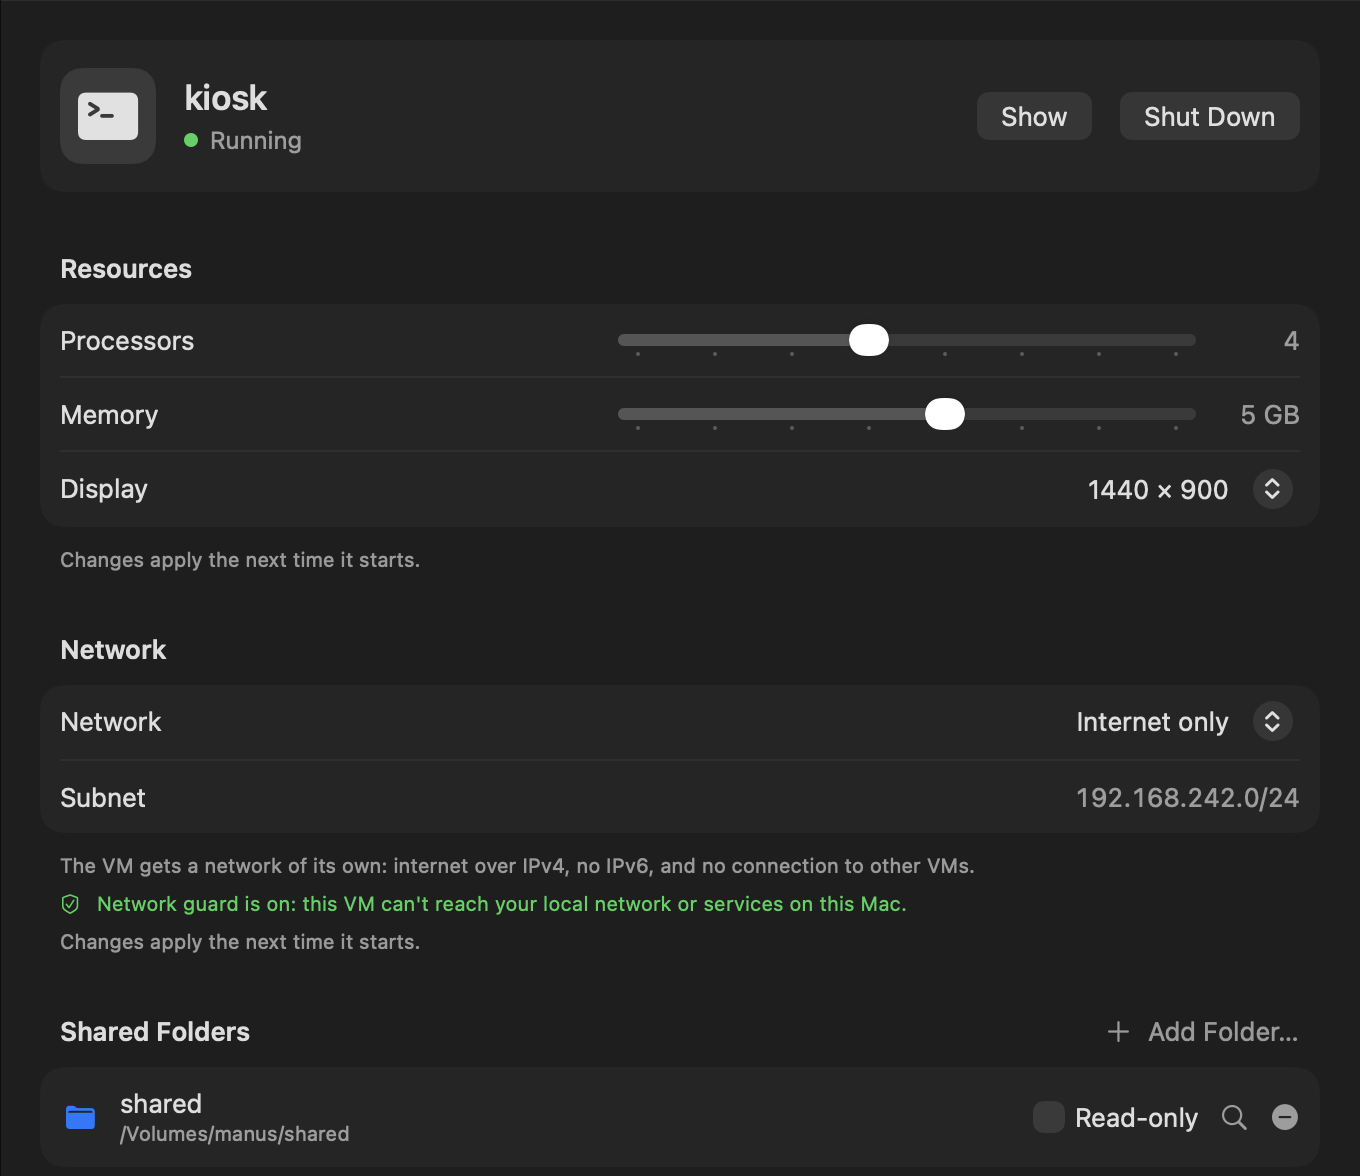 >_
kiosk
Running
Show
Shut Down
Resources
Processors
4
Memory
5 GB
Display
1440 × 900
Changes apply the next time it starts.
Network
Network
Internet only
Subnet
192.168.242.0/24
The VM gets a network of its own: internet over IPv4, no IPv6, and no connection to other VMs.
Network guard is on: this VM can't reach your local network or services on this Mac.
Changes apply the next time it starts.
Shared Folders
Add Folder...
shared
/Volumes/manus/shared
Read-only